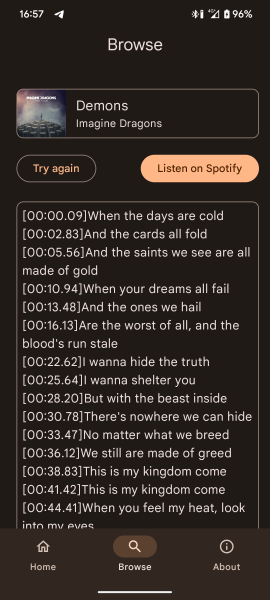 16:57
96%
Browse
Demons
Imagine Dragons
Try again
Listen on Spotify
[00:00.09]When the days are cold
[00:02.83]And the cards all fold
[00:05.56]And the saints we see are all
made of gold
[00:10.94]When your dreams all fail
[00:13.48]And the ones we hail
[00:16.13]Are the worst of all, and the
blood's run stale
[00:22.62]I wanna hide the truth
[00:25.64]I wanna shelter you
[00:28.20]But with the beast inside
[00:30.78]There's nowhere we can hide
[00:33.47]No matter what we breed
[00:36.12]We still are made of greed
[00:38.83]This is my kingdom come
[00:41.42]This is my kingdom come
[00:44.41]When you feel my heat, look
into my eyes
Home
Browse
About